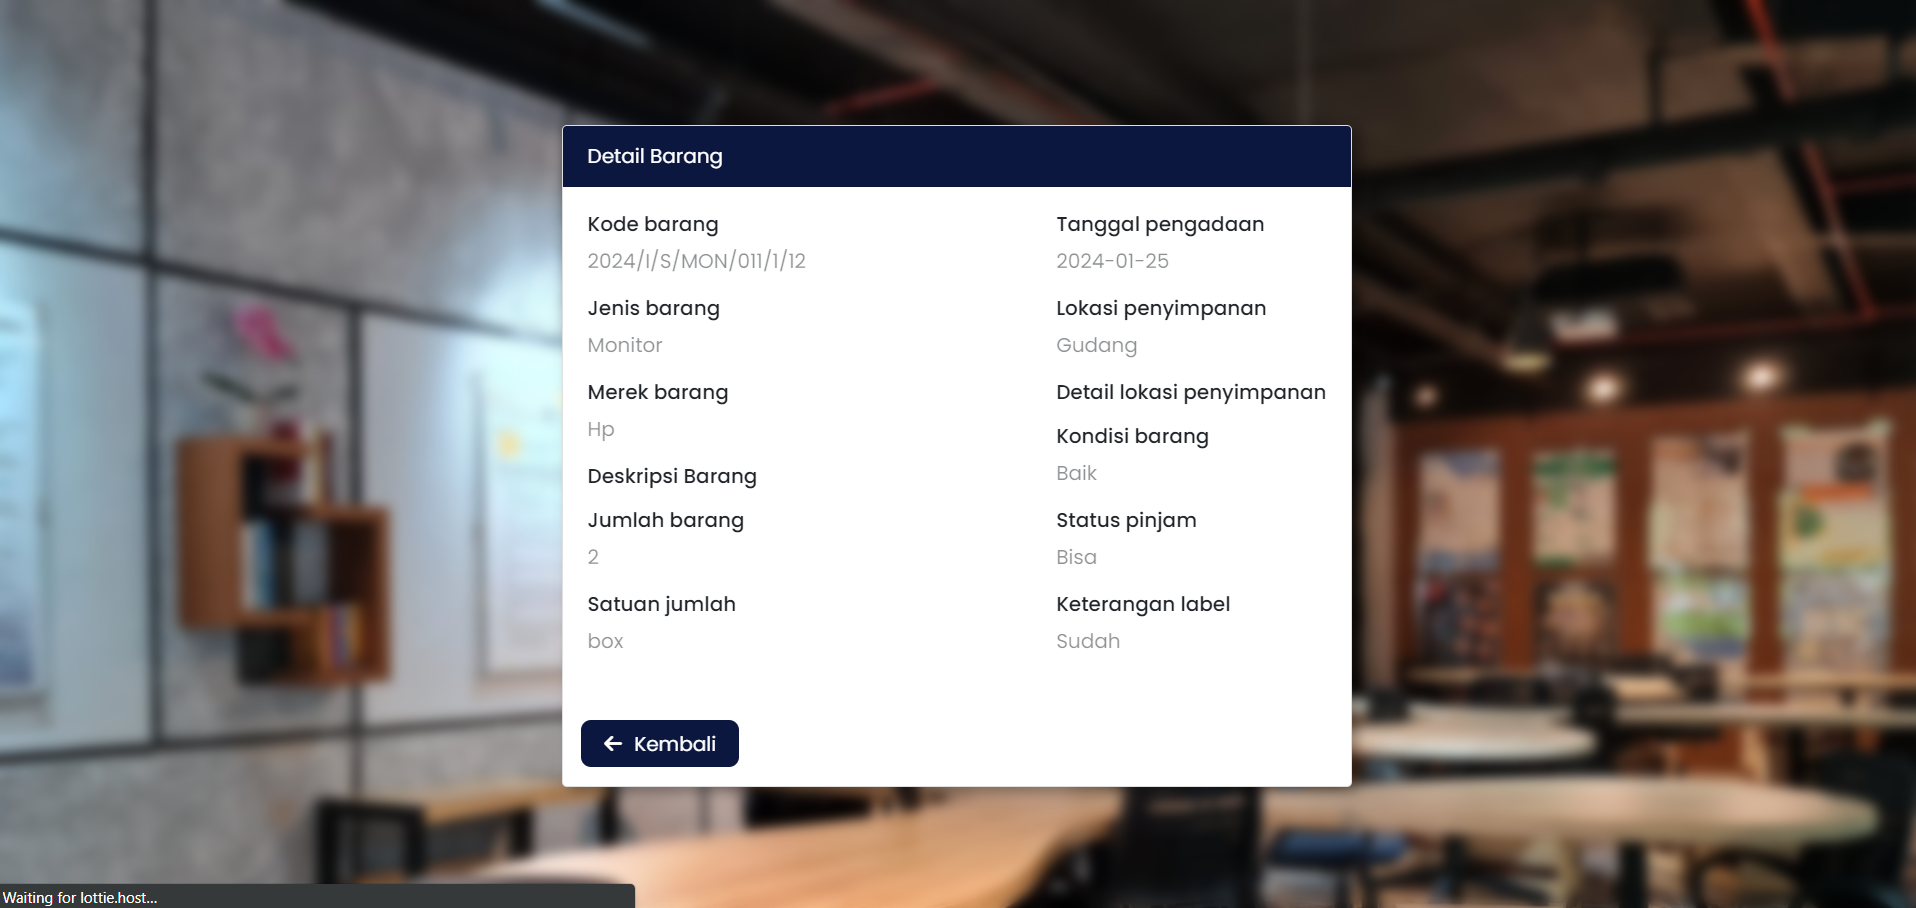 Detail Barang
Kode barang
2024/I/S/MON/011/1/12
Jenis barang
Monitor
Merek barang
Hp
Deskripsi Barang
Jumlah barang
2
Satuan jumlah
box
Tanggal pengadaan
2024-01-25
Lokasi penyimpanan
Gudang
Detail lokasi penyimpanan
Kondisi barang
Baik
Status pinjam
Bisa
Keterangan label
Sudah
Kembali
Waiting for lottie.host...